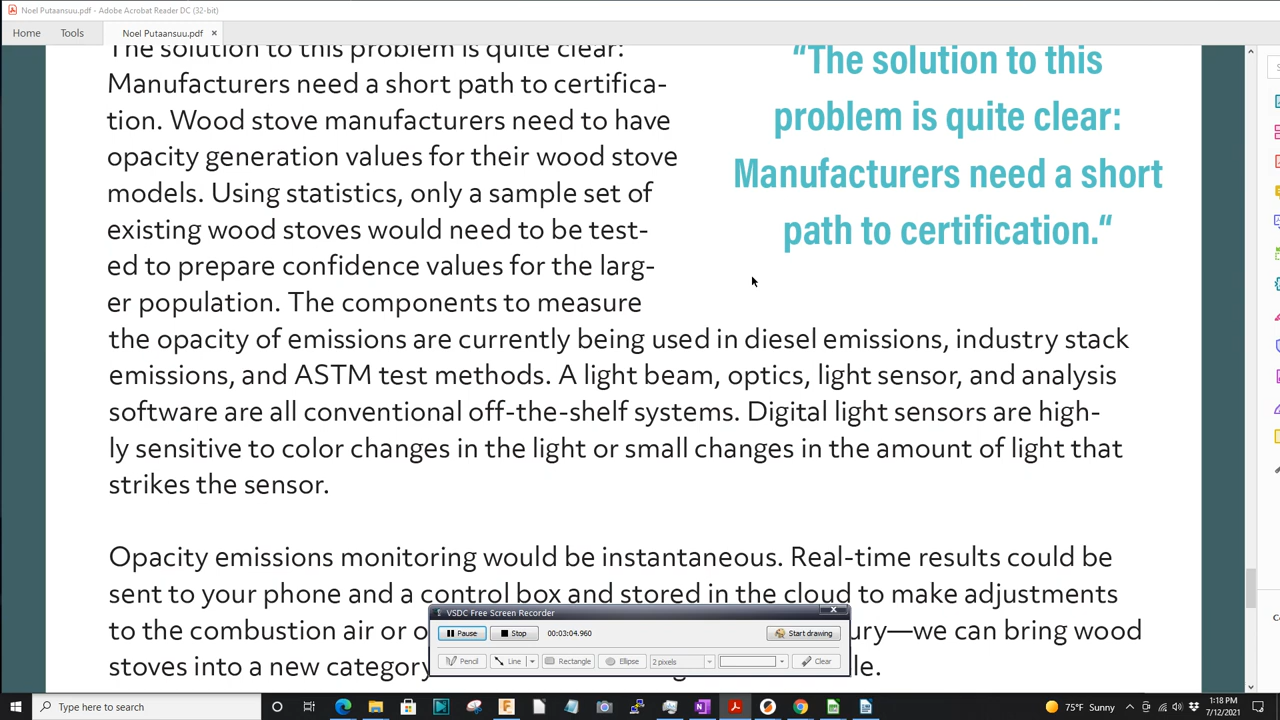 Noel Putaansuu.pdf - Adobe Acrobat Reader DC (32-bit)
Home
Tools
Noel Putaansuu.pdf
The solution to this problem is quite clear:
Manufacturers need a short path to certifica-
tion. Wood stove manufacturers need to have
opacity generation values for their wood stove
models. Using statistics, only a sample set of
existing wood stoves would need to be test-
ed to prepare confidence values for the larg-
er population. The components to measure
the opacity of emissions are currently being used in diesel emissions, industry stack
emissions, and ASTM test methods. A light beam, optics, light sensor, and analysis
software are all conventional off-the-shelf systems. Digital light sensors are high-
ly sensitive to color changes in the light or small changes in the amount of light that
strikes the sensor.
“The solution to this
problem is quite clear:
Manufacturers need a short
path to certification.“
Opacity emissions monitoring would be instantaneous. Real-time results could be
sent to your phone and a control box and stored in the cloud to make adjustments
to the combustion air or o ury—we can bring wood
stoves into a new category le.
VSDC Free Screen Recorder
Pause
Stop
00:03:04.960
Start drawing
Pencil
Line
Rectangle
Ellipse
2 pixels
Clear
Type here to search
75°F Sunny
1:18 PM
7/12/2021